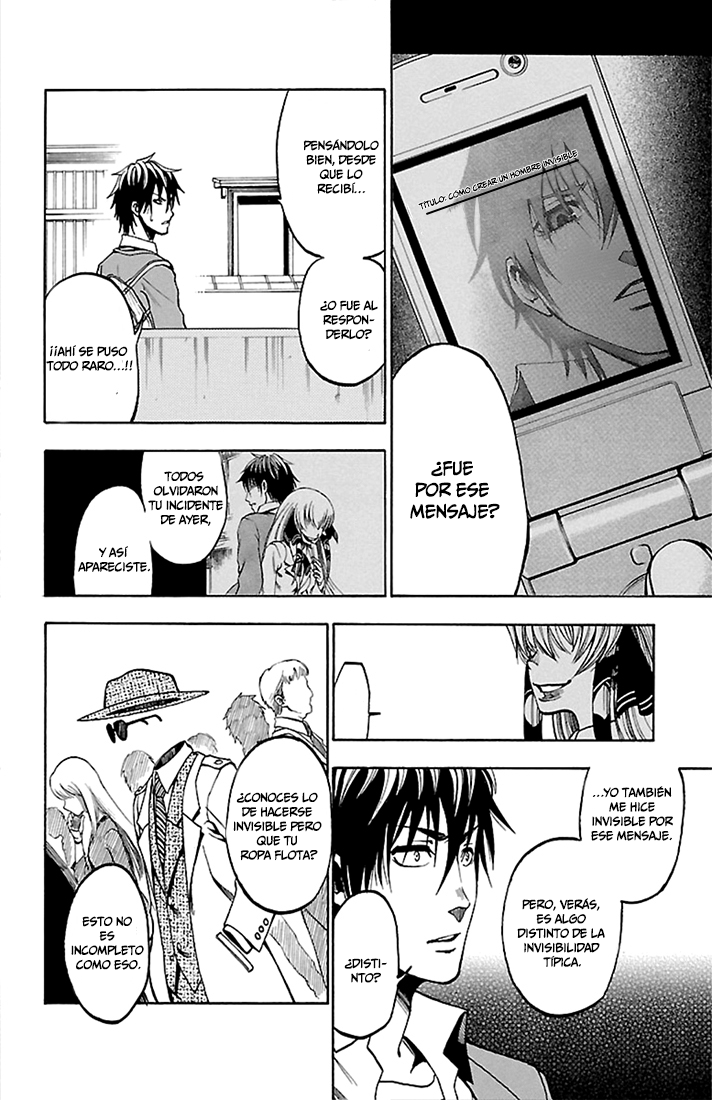 TITULO: COMO CREAR UN HOMBRE INVISIBLE
¿FUE
POR ESE
MENSAJE?
PENSÁNDOLO
BIEN, DESDE
QUE LO
RECIBÍ...
¿O FUE AL
RESPON-
DERLO?
¡¡AHÍ SE PUSO
TODO RARO...!!
TODOS
OLVIDARON
TU INCIDENTE
DE AYER,
Y ASÍ
APARECISTE.
...YO TAMBIÉN
ME HICE
INVISIBLE POR
ESE MENSAJE.
PERO, VERÁS,
ES ALGO
DISTINTO DE LA
INVISIBILIDAD
TÍPICA.
¿DISTI-
NTO?
¿CONOCES LO
DE HACERSE
INVISIBLE PERO
QUE TU
ROPA FLOTA?
ESTO NO
ES
INCOMPLETO
COMO ESO.